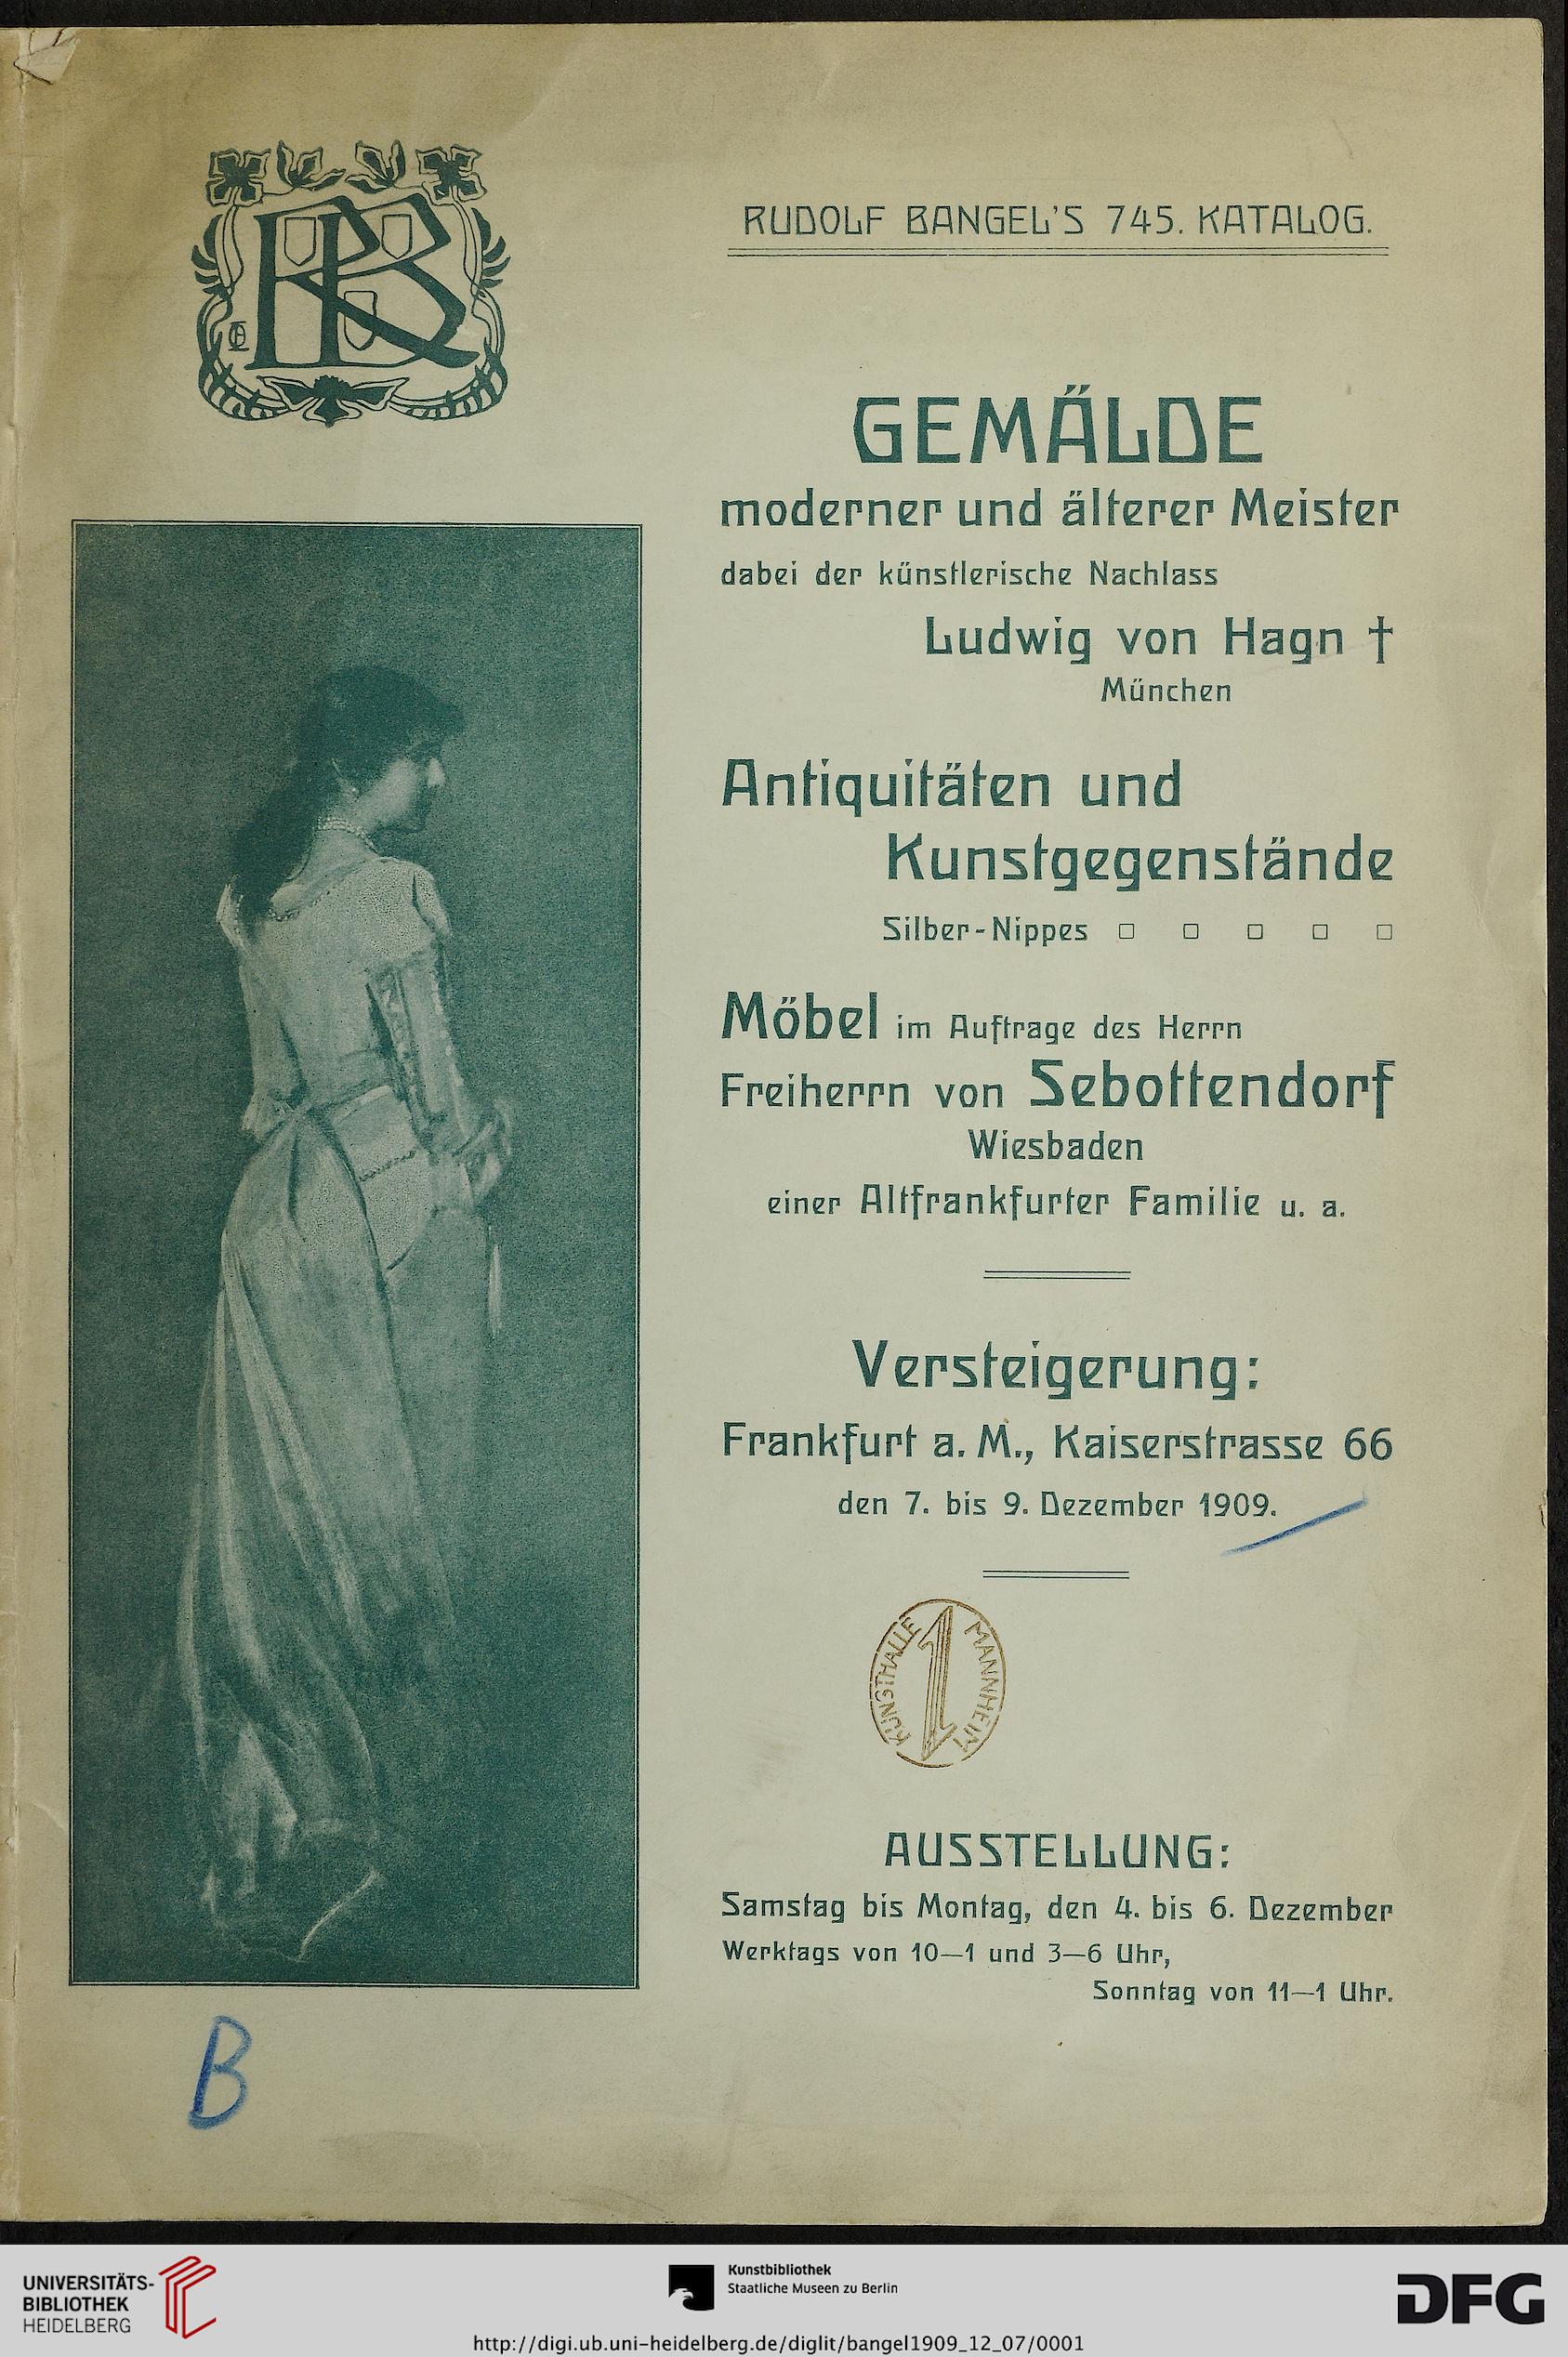 RB
RUDOLF BANGEL'S 745. KATALOG.
GEMÄLDE
moderner und älterer Meister
dabei der künstlerische Nachlass
Ludwig von Hagn †
München
Antiquitäten und
Kunstgegenstände
Silber-Nippes □ □ □ □ □
Möbel im Auftrage des Herrn
Freiherrn von Sebottendorf
Wiesbaden
einer Altfrankfurter Familie u. a.
Versteigerung:
Frankfurt a. M., Kaiserstrasse 66
den 7. bis 9. Dezember 1909.
KUNSTHALLE MANNHEIM
AUSSTELLUNG:
Samstag bis Montag, den 4. bis 6. Dezember
Werktags von 10—1 und 3—6 Uhr,
Sonntag von 11—1 Uhr.
B
UNIVERSITÄTS-
BIBLIOTHEK
HEIDELBERG
Kunstbibliothek
Staatliche Museen zu Berlin
DFG
http://digi.ub.uni-heidelberg.de/diglit/bangel1909_12_07/0001